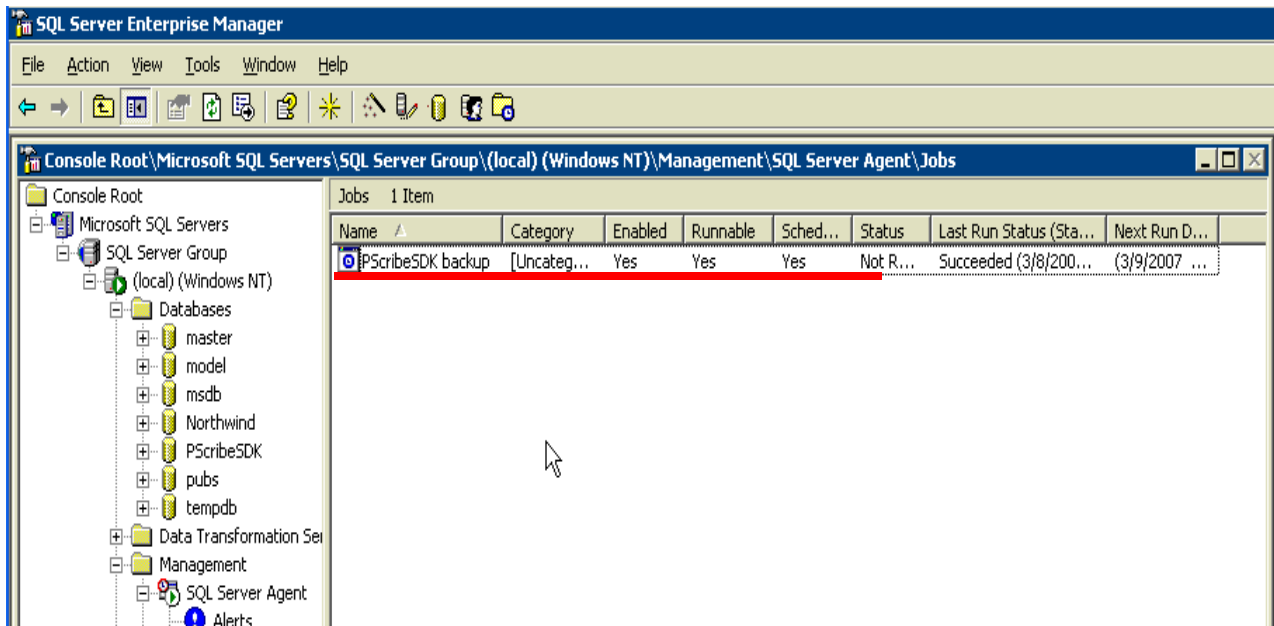 SQL Server Enterprise Manager
File Action View Tools Window Help
Console Root\Microsoft SQL Servers\SQL Server Group\(local) (Windows NT)\Management\SQL Server Agent\Jobs
Console Root
Microsoft SQL Servers
SQL Server Group
(local) (Windows NT)
Databases
master
model
msdb
Northwind
PScribeSDK
pubs
tempdb
Data Transformation Ser
Management
SQL Server Agent
Alerts
Jobs 1 Item
Name Category Enabled Runnable Sched... Status Last Run Status (Sta... Next Run D...
PScribeSDK backup [Uncateg... Yes Yes Yes Not R... Succeeded (3/8/200... (3/9/2007 ...